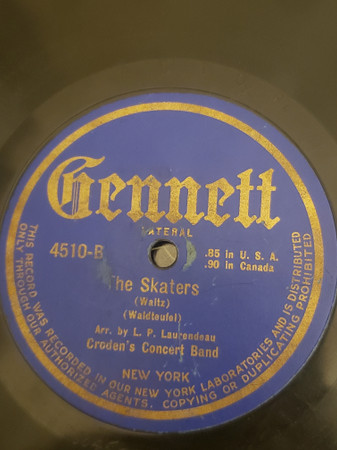 Gennett
LATERAL
4510-B
.85 in U. S. A.
.90 in Canada
The Skaters
(Waltz)
(Waldteufel)
Arr. by L. P. Laurendeau
Croden's Concert Band
NEW YORK
THIS RECORD WAS RECORDED IN OUR NEW YORK LABORATORIES AND IS DISTRIBUTED
ONLY THROUGH OUR AUTHORIZED AGENTS. COPYING OR DUPLICATING PROHIBITED